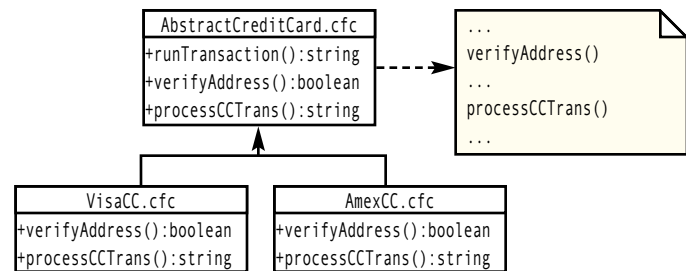 AbstractCreditCard.cfc
+runTransaction():string
+verifyAddress():boolean
+processCCTrans():string
...
verifyAddress()
...
processCCTrans()
...
VisaCC.cfc
+verifyAddress():boolean
+processCCTrans():string
AmexCC.cfc
+verifyAddress():boolean
+processCCTrans():string